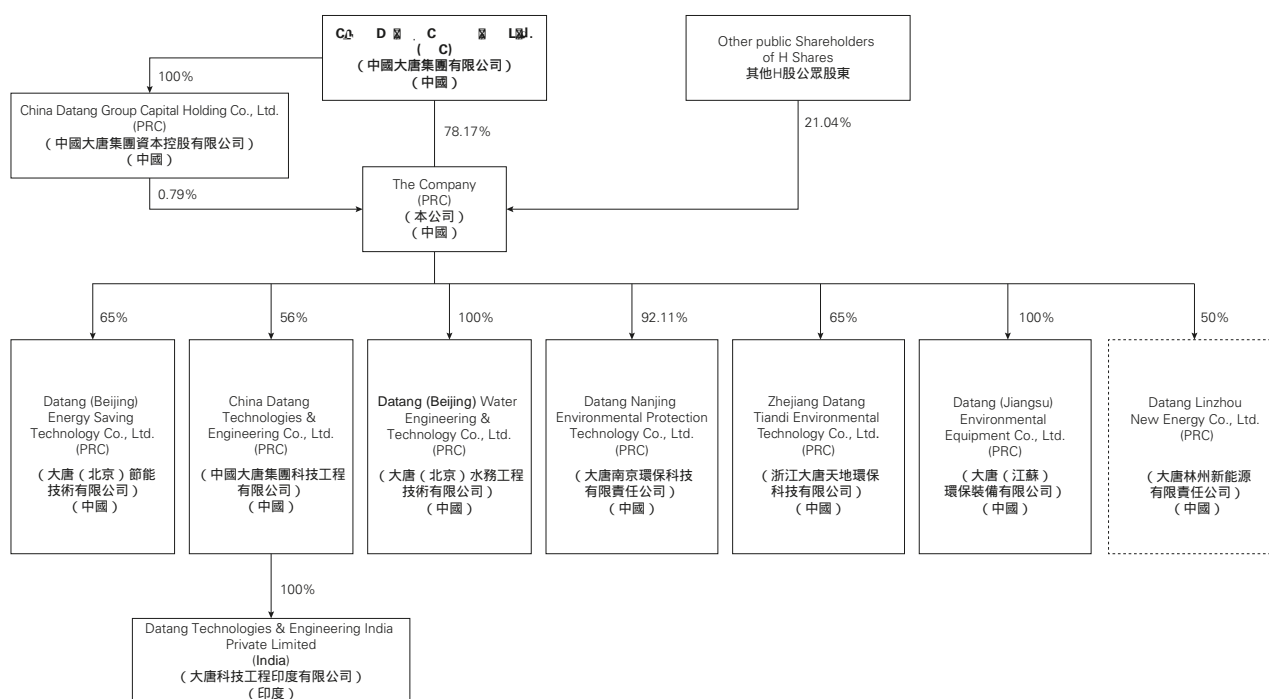 (中國大唐集團有限公司)
(中國)
Other public Shareholders
of H Shares
其他H股公眾股東
100%
China Datang Group Capital Holding Co., Ltd.
(PRC)
(中國大唐集團資本控股有限公司)
(中國)
78.17%
21.04%
0.79%
The Company
(PRC)
(本公司)
(中國)
65%
56%
100%
92.11%
65%
100%
50%
Datang (Beijing)
Energy Saving
Technology Co., Ltd.
(PRC)
(大唐(北京)節能
技術有限公司)
(中國)
China Datang
Technologies &
Engineering Co., Ltd.
(PRC)
(中國大唐集團科技工程
有限公司)
(中國)
Datang (Beijing) Water
Engineering &
Technology Co., Ltd.
(PRC)
(大唐(北京)水務工程
技術有限公司)
(中國)
Datang Nanjing
Environmental Protection
Technology Co., Ltd.
(PRC)
(大唐南京環保科技
有限責任公司)
(中國)
Zhejiang Datang
Tiandi Environmental
Technology Co., Ltd.
(PRC)
(浙江大唐天地環保
科技有限公司)
(中國)
Datang (Jiangsu)
Environmental
Equipment Co., Ltd.
(PRC)
(大唐(江蘇)
環保裝備有限公司)
(中國)
Datang Linzhou
New Energy Co., Ltd.
(PRC)
(大唐林州新能源
有限責任公司)
(中國)
100%
Datang Technologies & Engineering India
Private Limited
(India)
(大唐科技工程印度有限公司)
(印度)